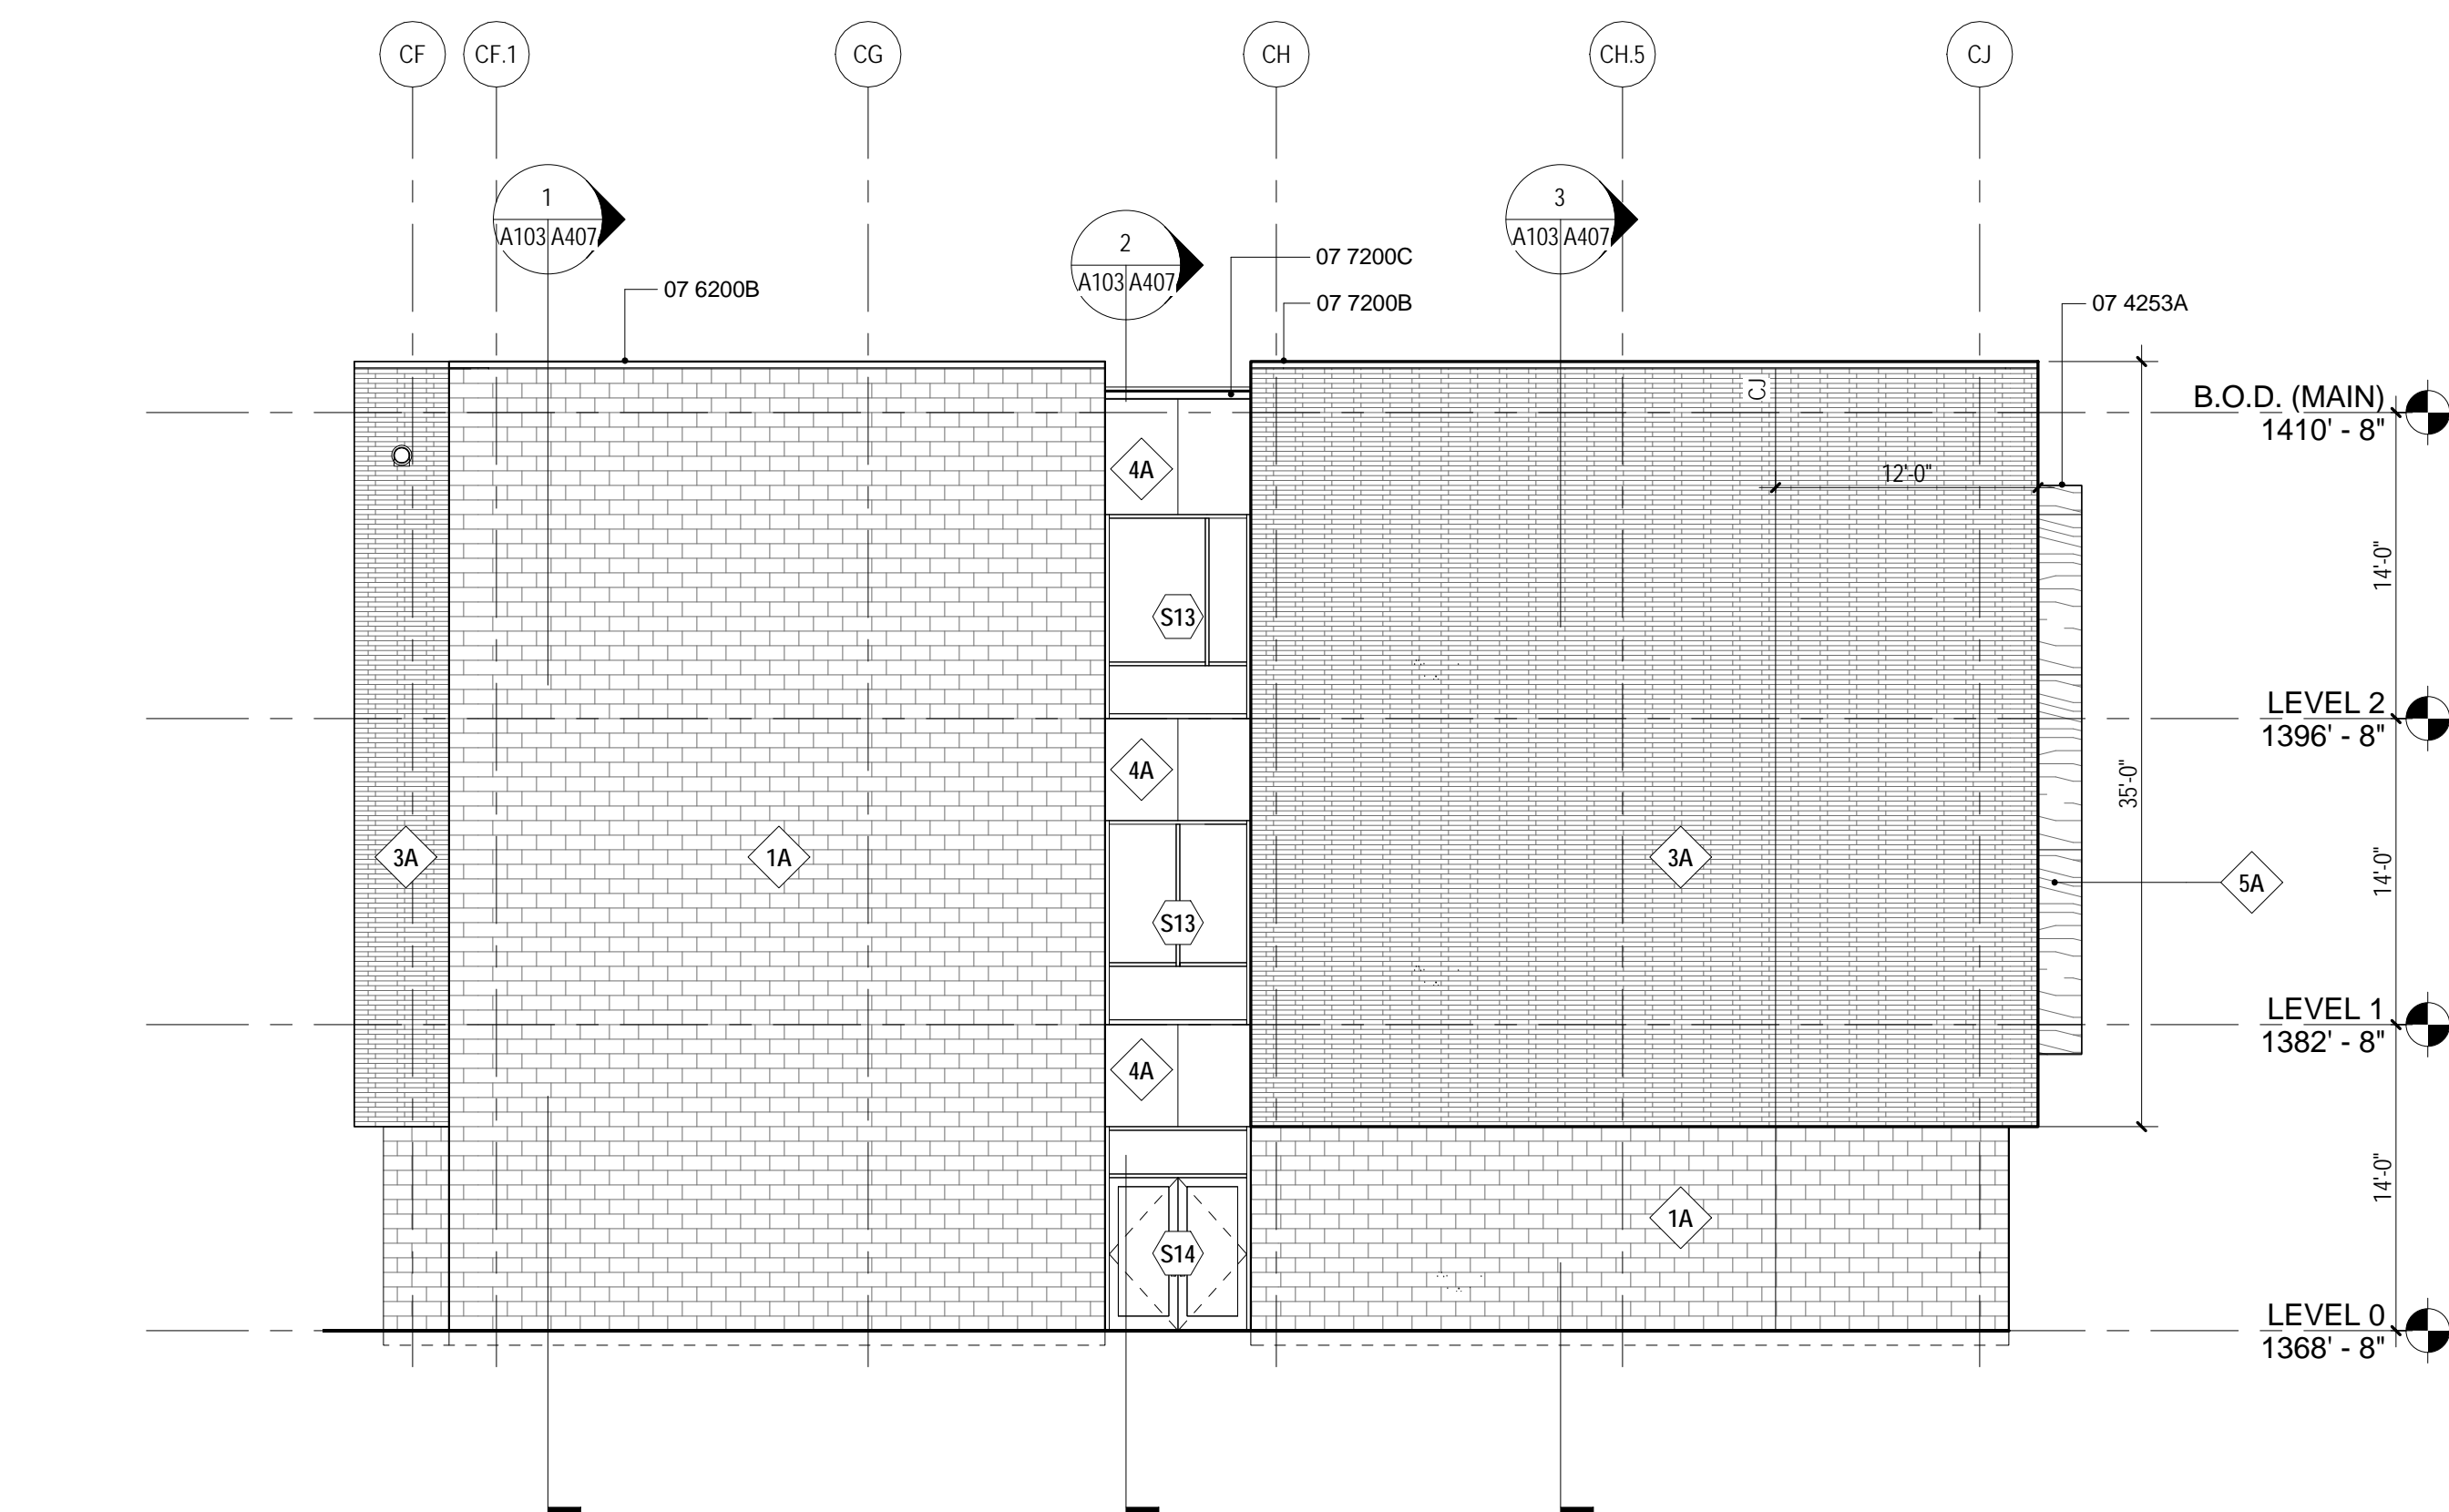 CF
CF.1
CG
CH
CH.5
CJ
1
A103 A407
2
A103 A407
3
A103 A407
07 6200B
07 7200C
07 7200B
07 4253A
CJ
B.O.D. (MAIN)
1410' - 8"
4A
12'-0"
14'-0"
S13
LEVEL 2
1396' - 8"
4A
35'-0"
3A
1A
3A
5A
14'-0"
S13
LEVEL 1
1382' - 8"
4A
14'-0"
1A
S14
LEVEL 0
1368' - 8"